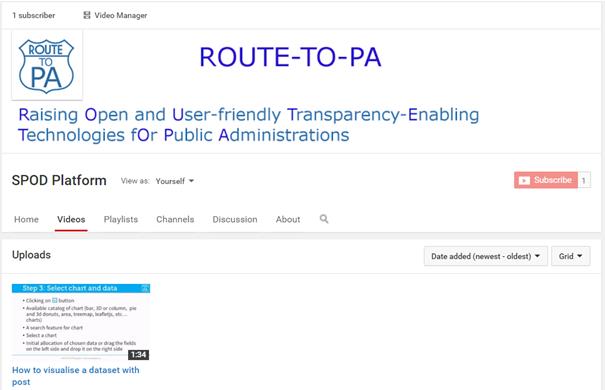 1 subscriber Video Manager
ROUTE
TO
PA
ROUTE-TO-PA
Raising Open and User-friendly Transparency-Enabling
Technologies fOr Public Administrations
SPOD Platform View as: Yourself Subscribe 1
Home Videos Playlists Channels Discussion About
Uploads Date added (newest - oldest) Grid
Step 3: Select chart and data
• Clicking on button
• Available catalog of chart (bar, 3D or column, pie
and 3d donuts, area, treemap, leafletjs, etc...
charts)
• A search feature for chart
• Select a chart
• Initial allocation of chosen data or drag the fields
on the left side and drop it on the right side
1:34
How to visualise a dataset with
post